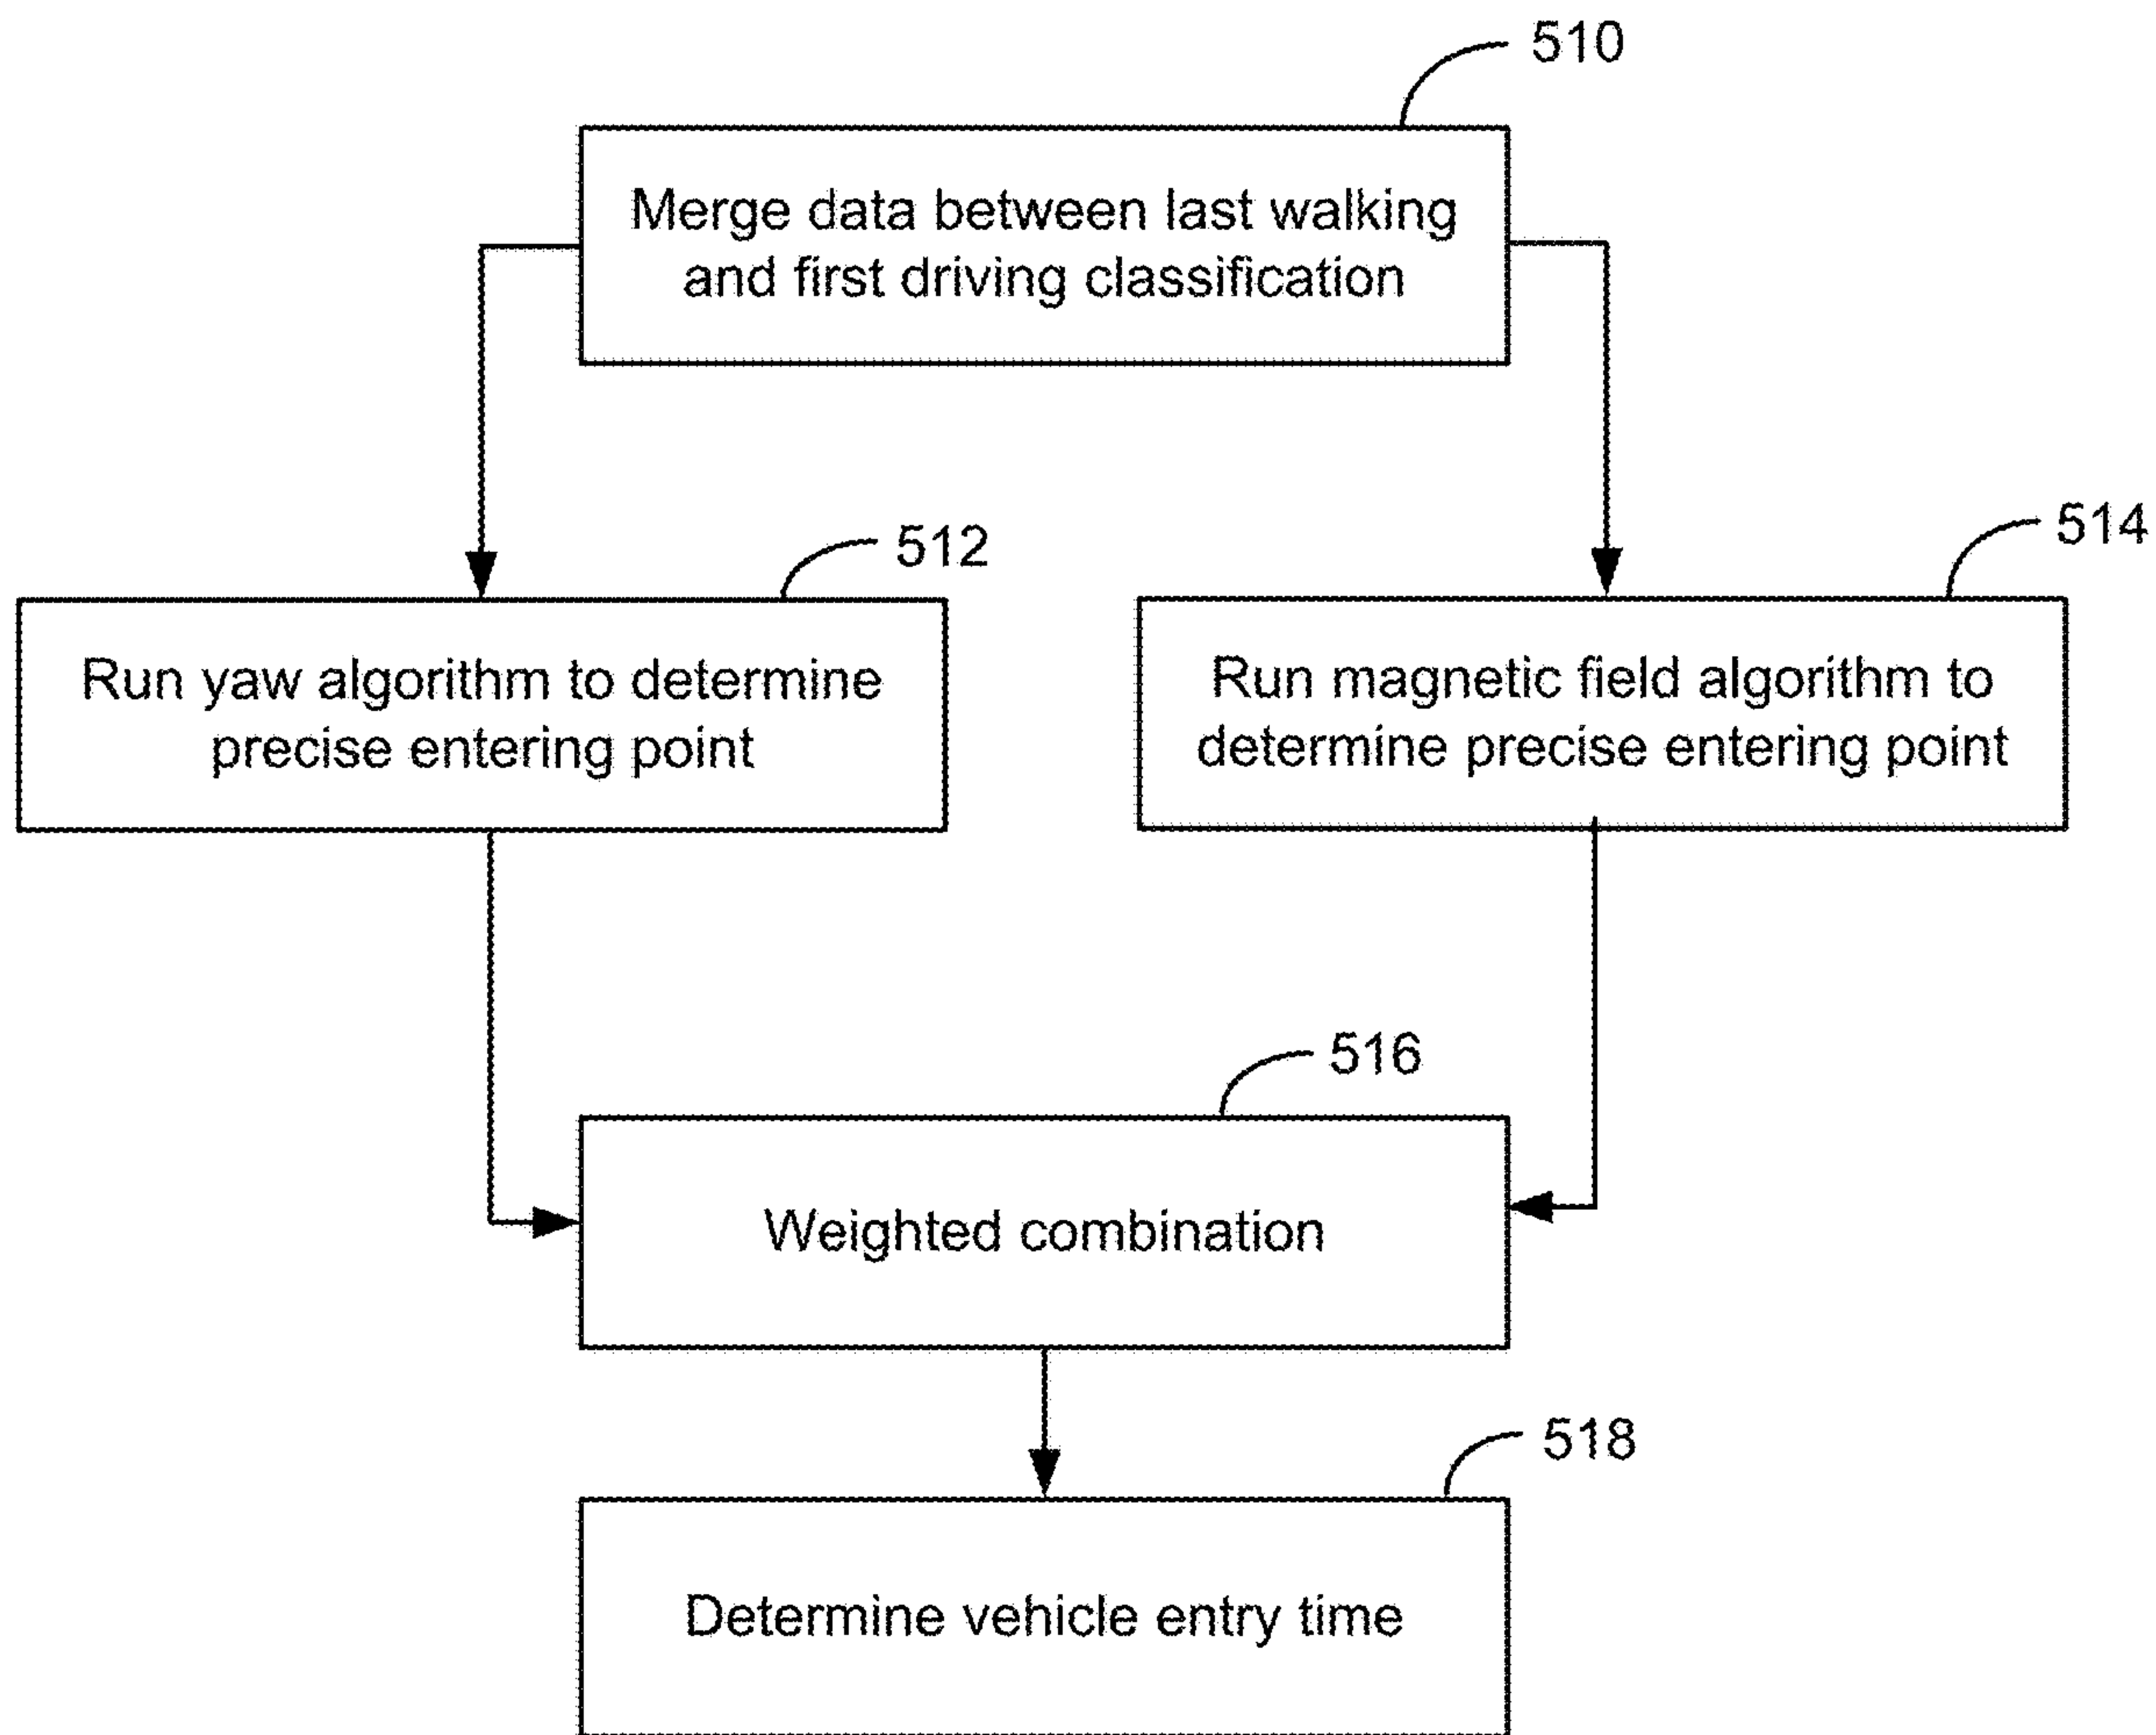 510
Merge data between last walking
and first driving classification
512
514
Run yaw algorithm to determine
precise entering point
Run magnetic field algorithm to
determine precise entering point
516
Weighted combination
518
Determine vehicle entry time